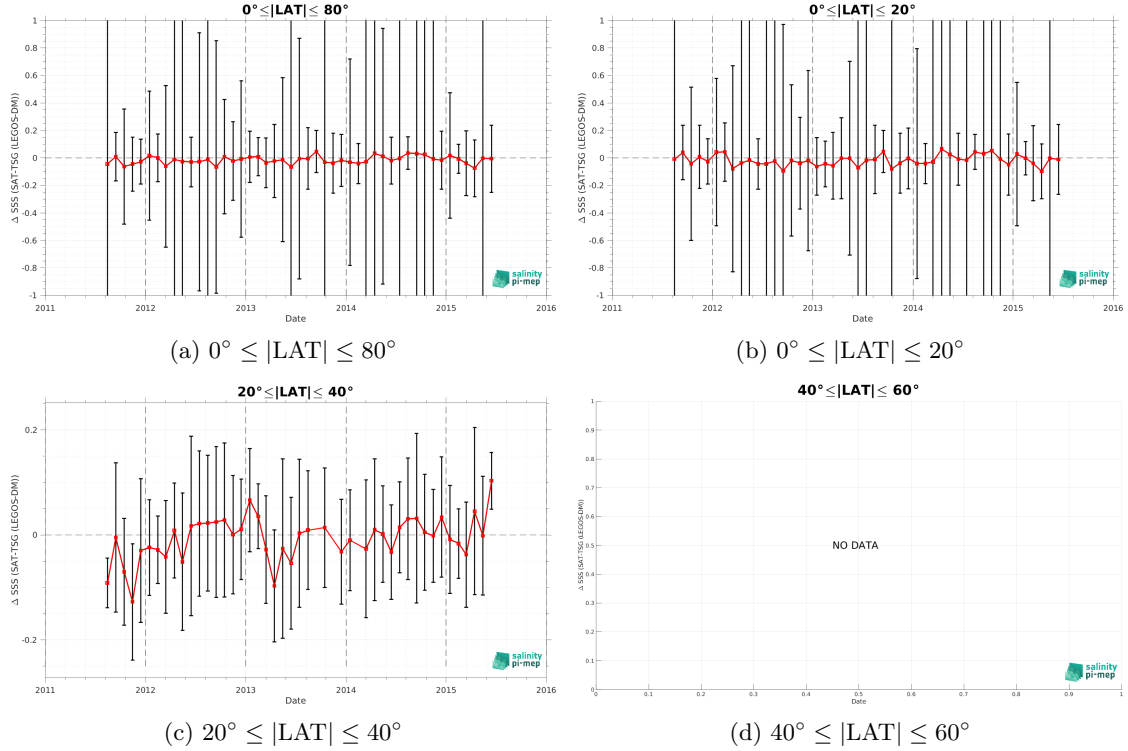 0°≤|LAT|≤ 80°
Δ SSS (SAT-TSG (LEGOS-DM))
1
0.8
0.6
0.4
0.2
0
-0.2
-0.4
-0.6
-0.8
-1
2011
2012
2013
2014
2015
2016
Date
salinity
pi-mep
(a) 0° ≤ |LAT| ≤ 80°
0°≤|LAT|≤ 20°
Δ SSS (SAT-TSG (LEGOS-DM))
1
0.8
0.6
0.4
0.2
0
-0.2
-0.4
-0.6
-0.8
-1
2011
2012
2013
2014
2015
2016
Date
salinity
pi-mep
(b) 0° ≤ |LAT| ≤ 20°
20°≤|LAT|≤ 40°
Δ SSS (SAT-TSG (LEGOS-DM))
0.2
0
-0.2
2011
2012
2013
2014
2015
2016
Date
salinity
pi-mep
(c) 20° ≤ |LAT| ≤ 40°
40°≤|LAT|≤ 60°
Δ SSS (SAT-TSG (LEGOS-DM))
1
0.9
0.8
0.7
0.6
0.5
0.4
0.3
0.2
0.1
0
NO DATA
0
0.1
0.2
0.3
0.4
0.5
0.6
0.7
0.8
0.9
1
Date
salinity
pi-mep
(d) 40° ≤ |LAT| ≤ 60°